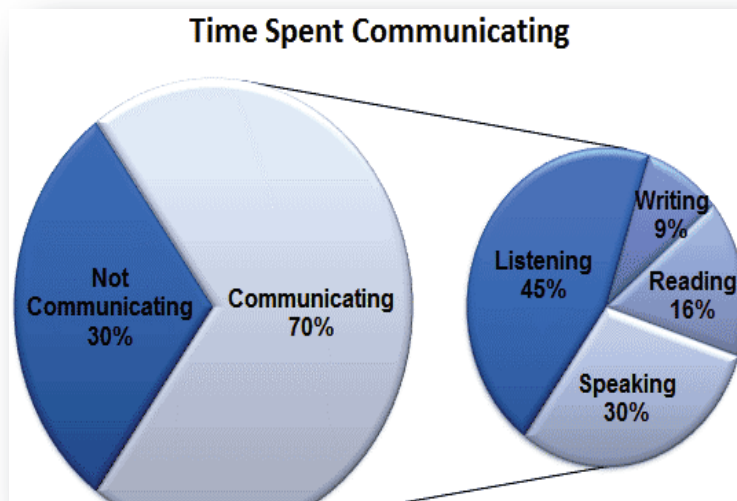 Time Spent Communicating
Not
Communicating
30%
Communicating
70%
Listening
45%
Writing
9%
Reading
16%
Speaking
30%